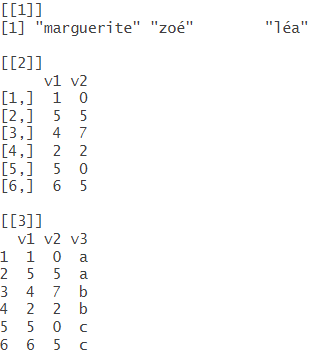 [[1]]
[1] "marguerite" "zoé"        "léa"

[[2]]
     v1 v2
[1,]  1  0
[2,]  5  5
[3,]  4  7
[4,]  2  2
[5,]  5  0
[6,]  6  5

[[3]]
  v1 v2 v3
1  1  0  a
2  5  5  a
3  4  7  b
4  2  2  b
5  5  0  c
6  6  5  c